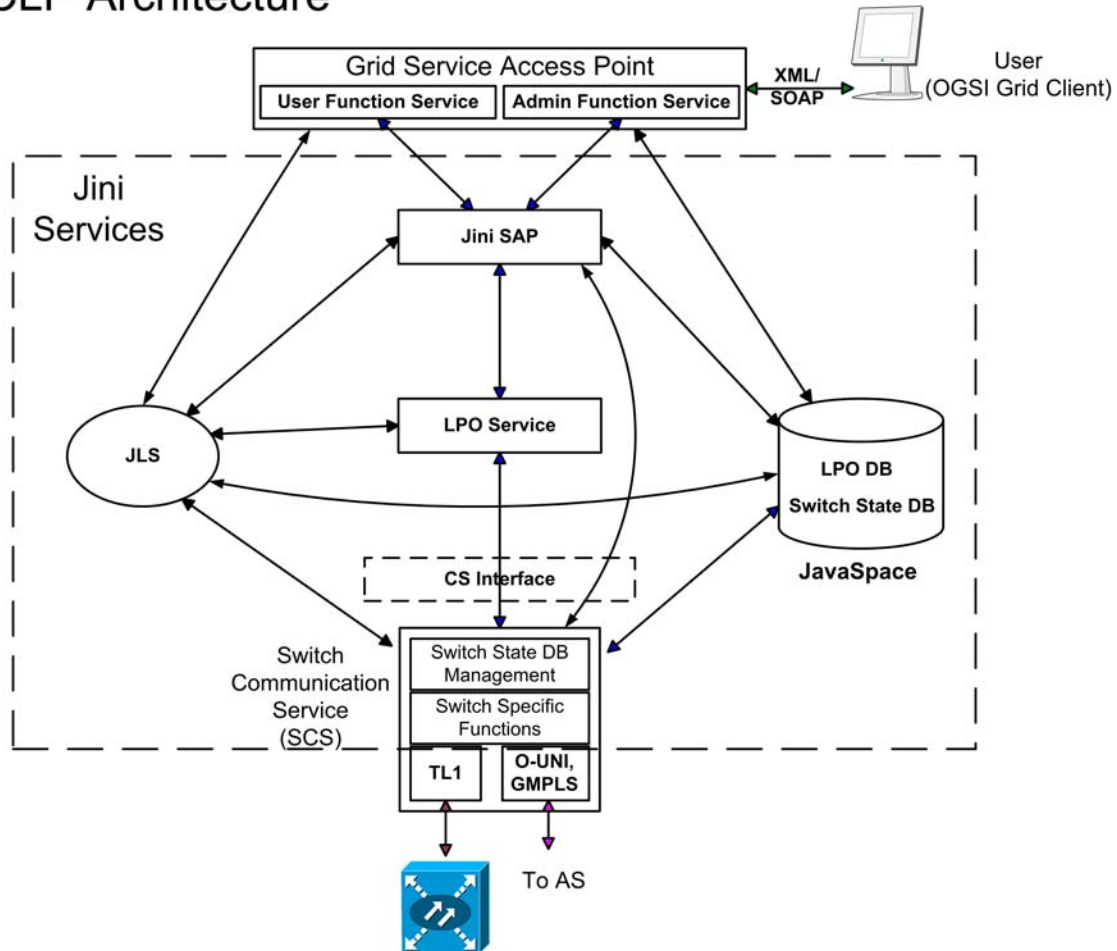 Architecture
Grid Service Access Point
User Function Service
Admin Function Service
XML/
SOAP
User
(OGSI Grid Client)
Jini
Services
Jini SAP
LPO Service
JLS
LPO DB
Switch State DB
JavaSpace
CS Interface
Switch
Communication
Service
(SCS)
Switch State DB
Management
Switch Specific
Functions
TL1
O-UNI,
GMPLS
To AS